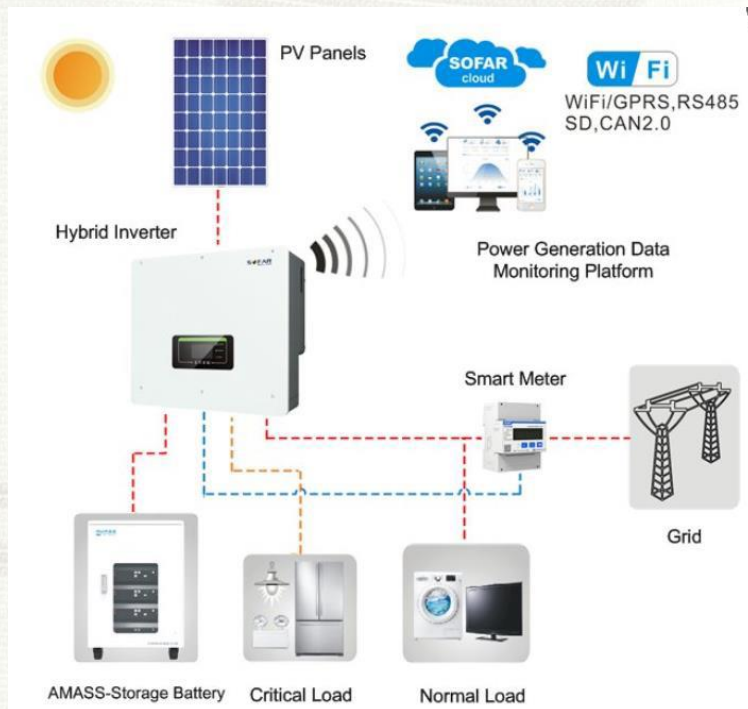 PV Panels
SOFAR
cloud
Wi Fi
WiFi/GPRS,RS485
SD,CAN2.0
Hybrid Inverter
SOFAR
Power Generation Data
Monitoring Platform
Smart Meter
Grid
AMASS-Storage Battery
Critical Load
Normal Load